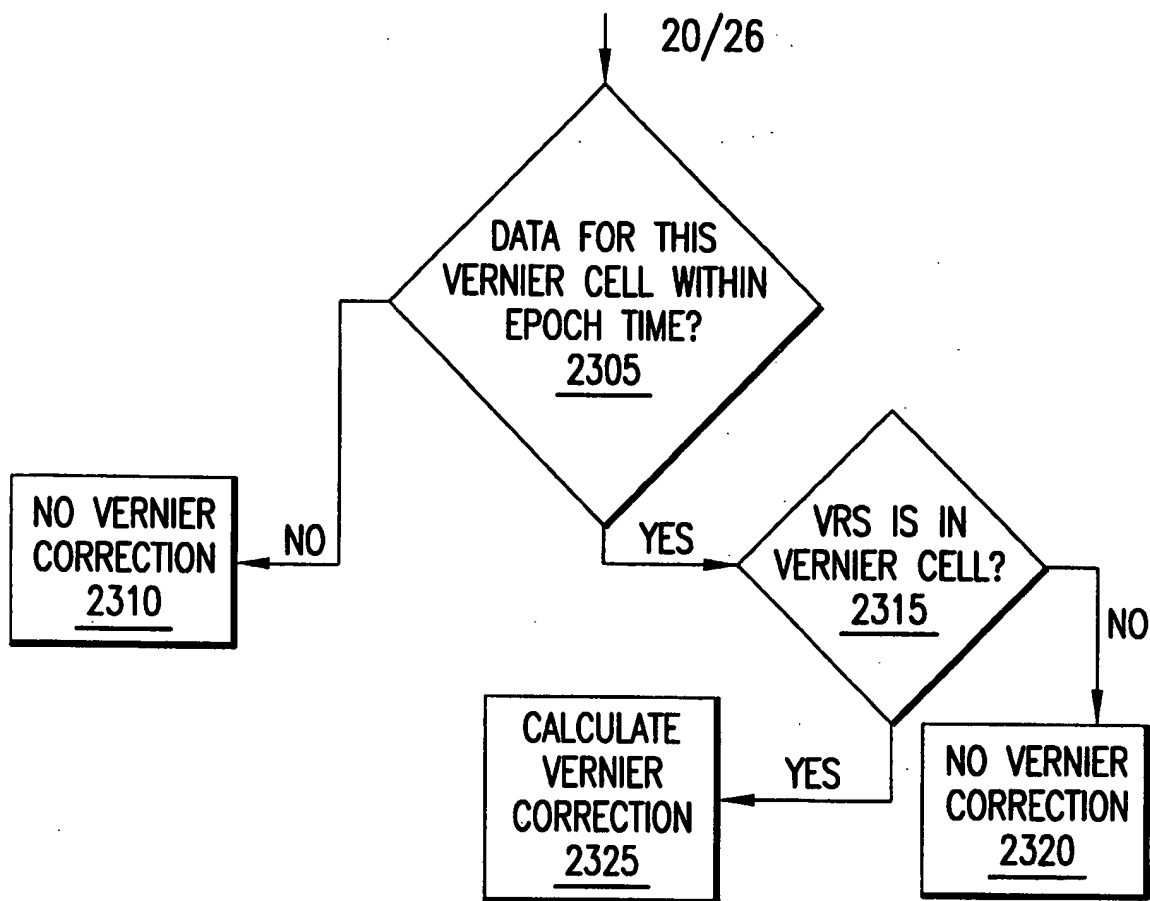 20/26
DATA FOR THIS
VERNIER CELL WITHIN
EPOCH TIME?
2305
NO VERNIER
CORRECTION
2310
NO
YES
VRS IS IN
VERNIER CELL?
2315
NO
CALCULATE
VERNIER
CORRECTION
2325
YES
NO VERNIER
CORRECTION
2320